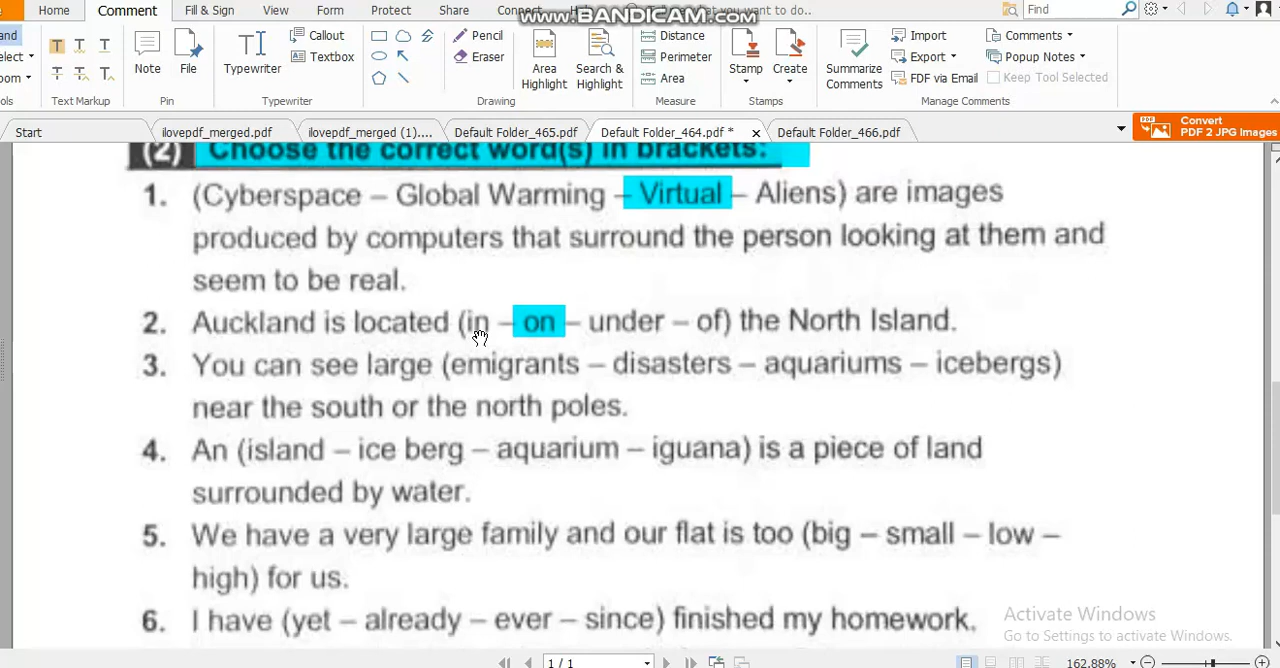 WWW.BANDICAM.COM
Home Comment Fill & Sign View Form Protect Share Connect to do.. Find
Callout Pencil Distance Import Comments
Note File Typewriter Textbox Eraser Area Highlight Search & Highlight Perimeter Stamp Create Summarize Comments Export Popup Notes
Area FDF via Email Keep Tool Selected
Text Markup Pin Typewriter Drawing Measure Stamps Manage Comments
Start ilovepdf_merged.pdf ilovepdf_merged (1).... Default Folder_465.pdf Default Folder_464.pdf * Default Folder_466.pdf Convert PDF 2 JPG Images
(2) Choose the correct word(s) in brackets:
1. (Cyberspace – Global Warming – Virtual – Aliens) are images
produced by computers that surround the person looking at them and
seem to be real.
2. Auckland is located (in – on – under – of) the North Island.
3. You can see large (emigrants – disasters – aquariums – icebergs)
near the south or the north poles.
4. An (island – ice berg – aquarium – iguana) is a piece of land
surrounded by water.
5. We have a very large family and our flat is too (big – small – low –
high) for us.
6. I have (yet – already – ever – since) finished my homework.
Activate Windows
Go to Settings to activate Windows.
1 / 1 162.88%